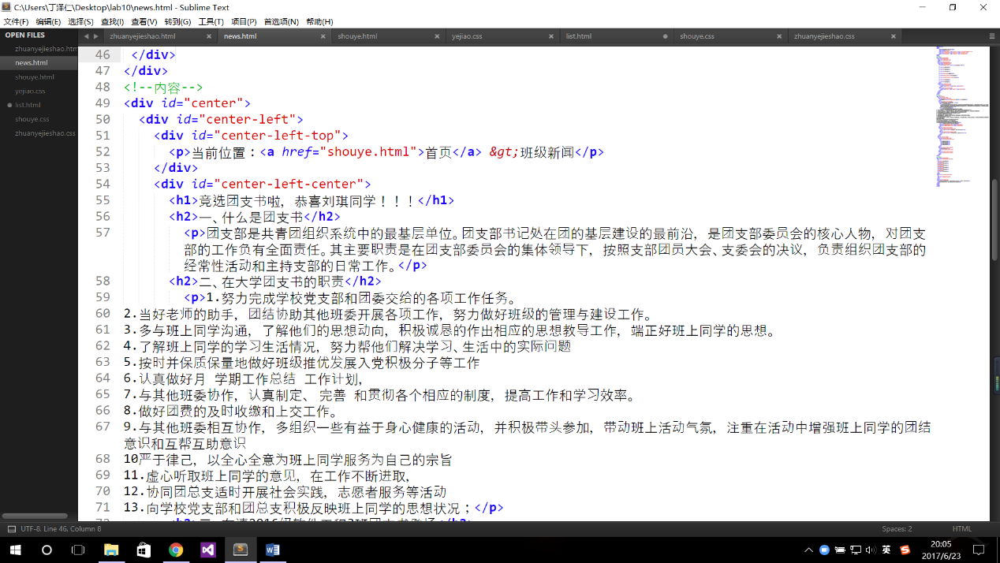 C:\Users\丁泽仁\Desktop\lab10\news.html - Sublime Text
文件(F) 编辑(E) 选择(S) 查找(I) 查看(V) 转到(G) 工具(T) 项目(P) 首选项(N) 帮助(H)
OPEN FILES
zhuanyejieshao.htm
news.html
shouye.html
yejiao.css
list.html
shouye.css
zhuanyejieshao.css
zhuanyejieshao.html news.html shouye.html yejiao.css list.html shouye.css zhuanyejieshao.css
46 </div>
47 </div>
48 <!--内容-->
49 <div id="center">
50 <div id="center-left">
51 <div id="center-left-top">
52 <p>当前位置：<a href="shouye.html">首页</a> &gt;班级新闻</p>
53 </div>
54 <div id="center-left-center">
55 <h1>竞选团支书啦，恭喜刘琪同学！！！</h1>
56 <h2>一、什么是团支书</h2>
57 <p>团支部是共青团组织系统中的最基层单位。团支部书记处在团的基层建设的最前沿，是团支部委员会的核心人物，对团支
部的工作负有全面责任。其主要职责是在团支部委员会的集体领导下，按照支部团员大会、支委会的决议，负责组织团支部的
经常性活动和主持支部的日常工作。</p>
58 <h2>二、在大学团支书的职责</h2>
59 <p>1.努力完成学校党支部和团委交给的各项工作任务。
60 2.当好老师的助手，团结协助其他班委开展各项工作，努力做好班级的管理与建设工作。
61 3.多与班上同学沟通，了解他们的思想动向，积极诚恳的作出相应的思想教导工作，端正好班上同学的思想。
62 4.了解班上同学的学习生活情况，努力帮他们解决学习、生活中的实际问题
63 5.按时并保质保量地做好班级推优发展入党积极分子等工作
64 6.认真做好月 学期工作总结 工作计划，
65 7.与其他班委协作，认真制定、 完善 和贯彻各个相应的制度，提高工作和学习效率。
66 8.做好团费的及时收缴和上交工作。
67 9.与其他班委相互协作，多组织一些有益于身心健康的活动，并积极带头参加，带动班上活动气氛，注重在活动中增强班上同学的团结
意识和互帮互助意识
68 10严于律己，以全心全意为班上同学服务为自己的宗旨
69 11.虚心听取班上同学的意见，在工作不断进取，
70 12.协同团总支适时开展社会实践，志愿者服务等活动
71 13.向学校党支部和团总支积极反映班上同学的思想状况；</p>
UTF-8, Line 46, Column 8 Spaces: 2 HTML
英 20:05
2017/6/23